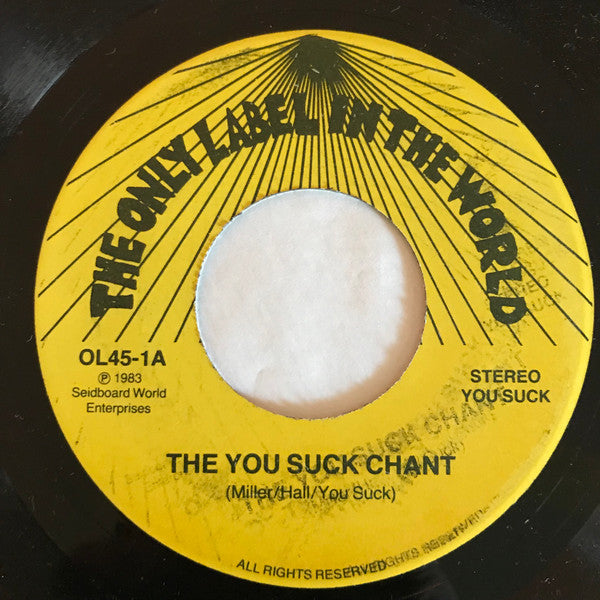 THE ONLY LABEL IN THE WORLD
OL45-1A
Ⓟ 1983
Seidboard World
Enterprises
STEREO
YOU SUCK
THE YOU SUCK CHANT
(Miller/Hall/You Suck)
ALL RIGHTS RESERVED